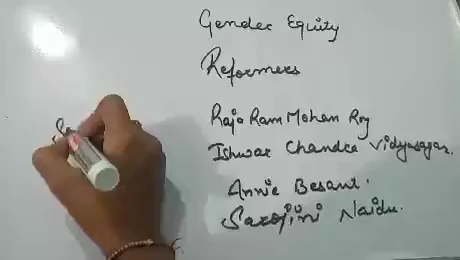 Gender Equity
Reformers
Raja Ram Mohan Roy
Ishwar Chandra Vidyasagar.
Annie Besant.
Sarojini Naidu.